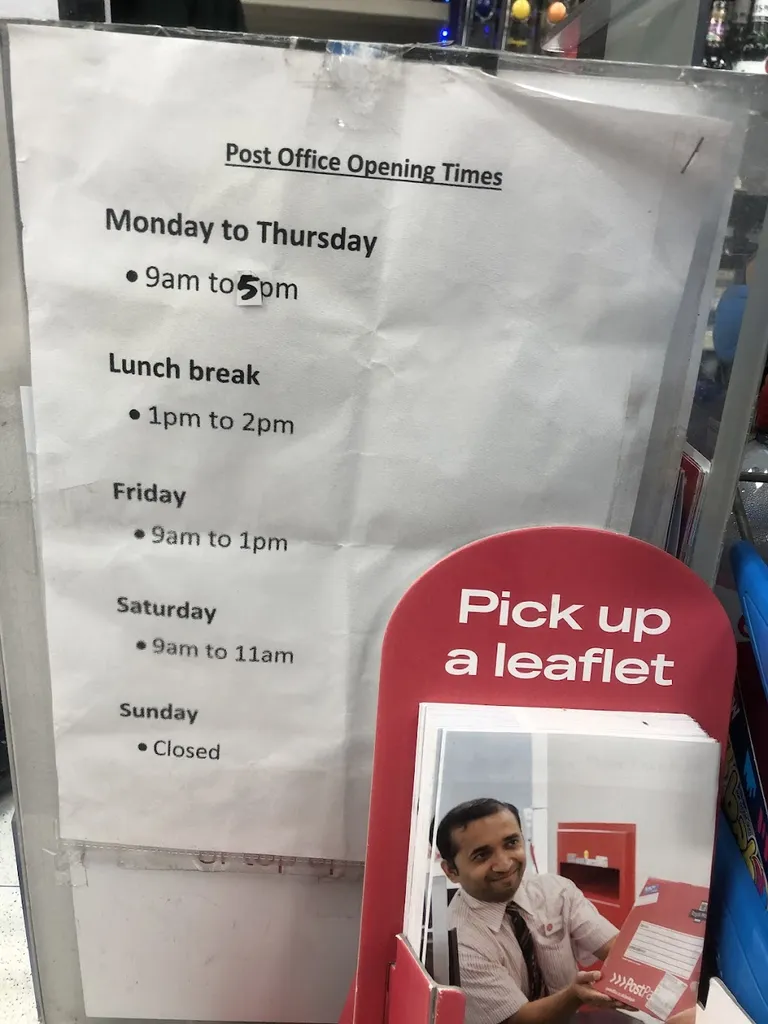 Post Office Opening Times
Monday to Thursday
• 9am to 5pm
Lunch break
• 1pm to 2pm
Friday
• 9am to 1pm
Saturday
• 9am to 11am
Sunday
• Closed
Pick up
a leaflet